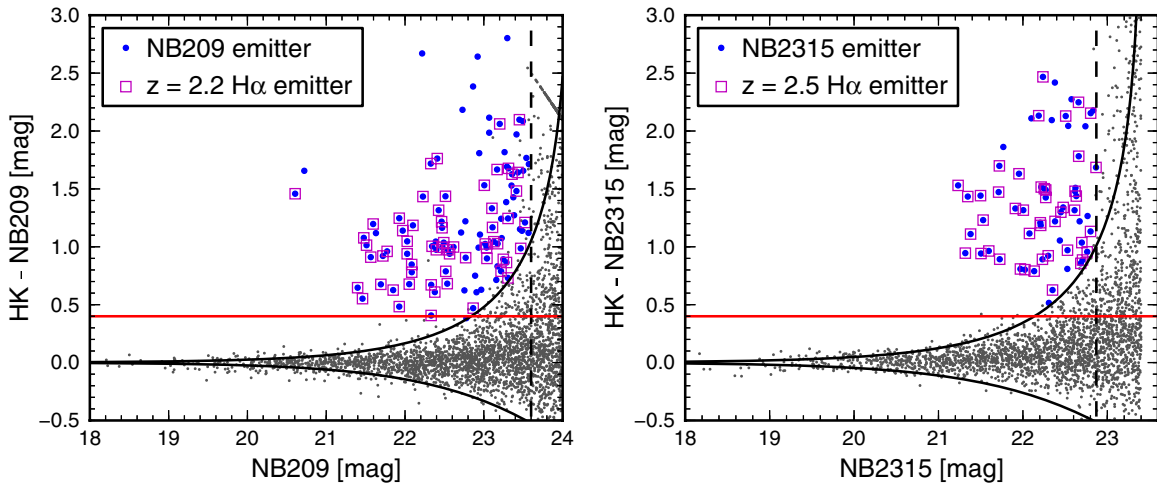 3.0
2.5
2.0
1.5
1.0
0.5
0.0
−0.5
HK - NB209 [mag]
NB209 emitter
z = 2.2 Hα emitter
18 19 20 21 22 23 24
NB209 [mag]
3.0
2.5
2.0
1.5
1.0
0.5
0.0
−0.5
HK - NB2315 [mag]
NB2315 emitter
z = 2.5 Hα emitter
18 19 20 21 22 23
NB2315 [mag]